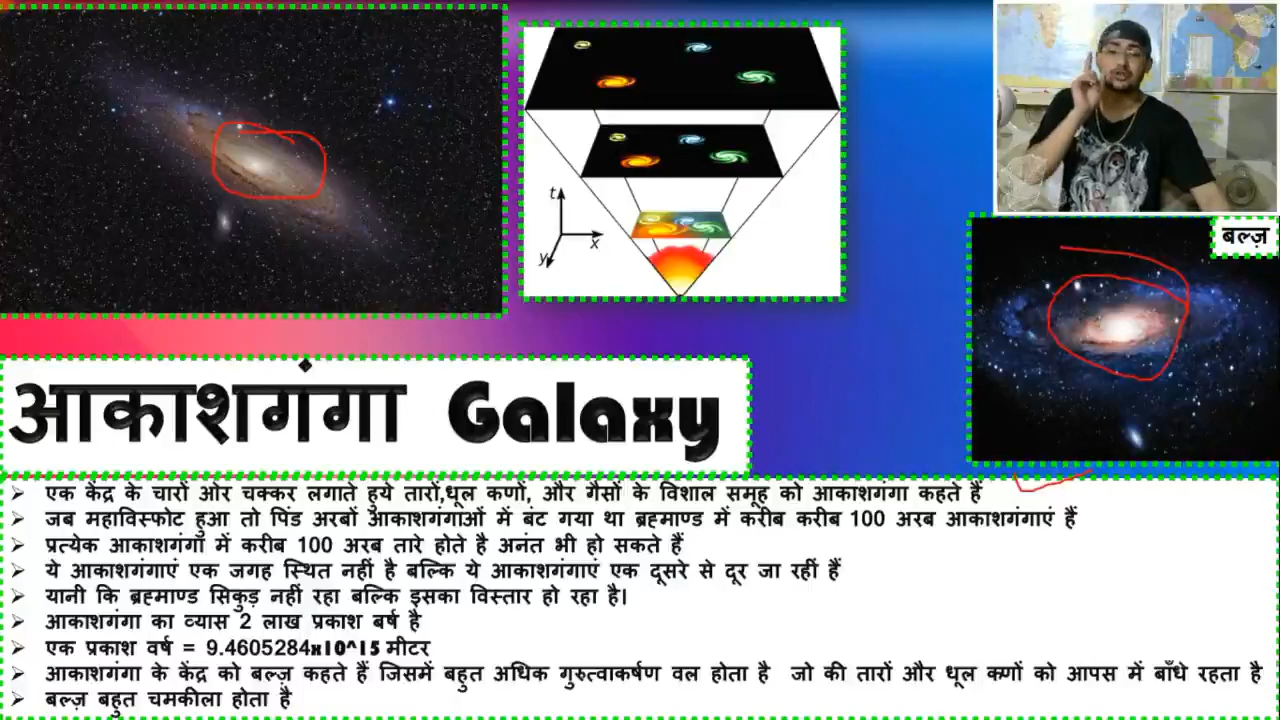 t
x
y
बल्ज़
आकाशगंगा Galaxy
एक केंद्र के चारों ओर चक्कर लगाते हुये तारों,धूल कणों, और गैसों के विशाल समूह को आकाशगंगा कहते हैं
जब महाविस्फोट हुआ तो पिंड अरबों आकाशगंगाओं में बंट गया था ब्रह्माण्ड में करीब करीब 100 अरब आकाशगंगाएं हैं
प्रत्येक आकाशगंगा में करीब 100 अरब तारे होते है अनंत भी हो सकते हैं
ये आकाशगंगाएं एक जगह स्थित नहीं है बल्कि ये आकाशगंगाएं एक दूसरे से दूर जा रहीं हैं
यानी कि ब्रह्माण्ड सिकुड़ नहीं रहा बल्कि इसका विस्तार हो रहा है।
आकाशगंगा का व्यास 2 लाख प्रकाश बर्ष है
एक प्रकाश वर्ष = 9.4605284x10^15 मीटर
आकाशगंगा के केंद्र को बल्ज़ कहते हैं जिसमें बहुत अधिक गुरुत्वाकर्षण वल होता है जो की तारों और धूल कणों को आपस में बाँधे रहता है
बल्ज़ बहुत चमकीला होता है